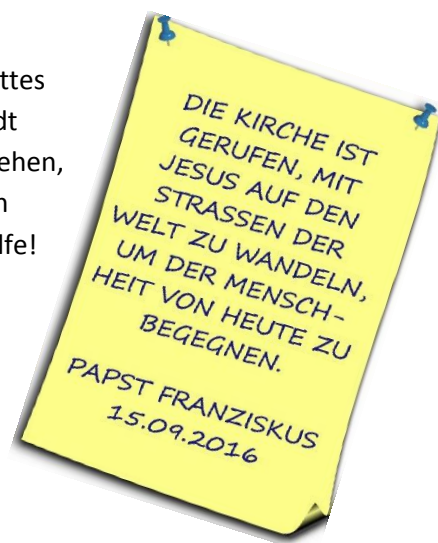 ttes
dt
ehen,
n
lfe!
DIE KIRCHE IST
GERUFEN, MIT
JESUS AUF DEN
STRASSEN DER
WELT ZU WANDELN,
UM DER MENSCH-
HEIT VON HEUTE ZU
BEGEGNEN.
PAPST FRANZISKUS
15.09.2016